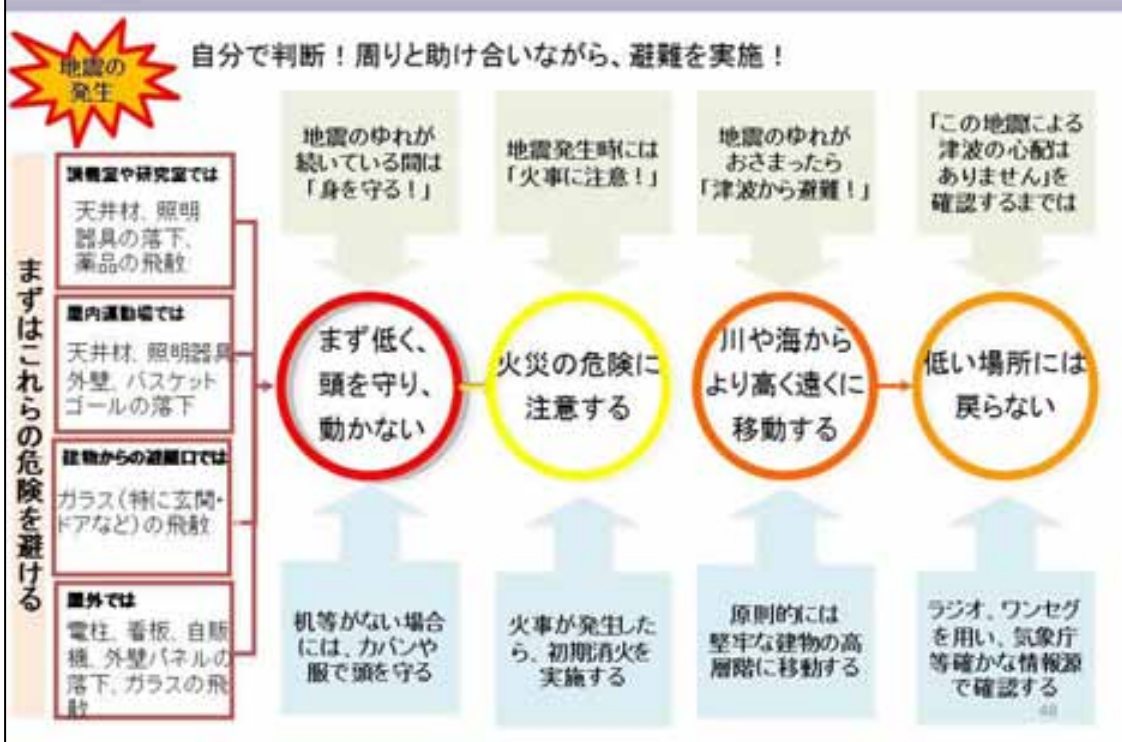 地震の
発生
自分で判断！周りと助け合いながら、避難を実施！
まずはこれらの危険を避ける
講義室や研究室では
天井材、照明
器具の落下、
薬品の飛散
屋内運動場では
天井材、照明器具
外壁、バスケット
ゴールの落下
建物からの避難口では
ガラス（特に玄関・
ドアなど）の飛散
屋外では
電柱、看板、自販
機、外壁パネルの
落下、ガラスの飛
散
地震のゆれが
続いている間は
「身を守る！」
まず低く、
頭を守り、
動かない
机等がない場合
には、カバンや
服で頭を守る
地震発生時には
「火事に注意！」
火災の危険に
注意する
火事が発生した
ら、初期消火を
実施する
地震のゆれが
おさまったら
「津波から避難！」
川や海から
より高く遠くに
移動する
原則的には
堅牢な建物の高
層階に移動する
「この地震による
津波の心配は
ありません」を
確認するまでは
低い場所には
戻らない
ラジオ、ワンセグ
を用い、気象庁
等確かな情報源
で確認する
48